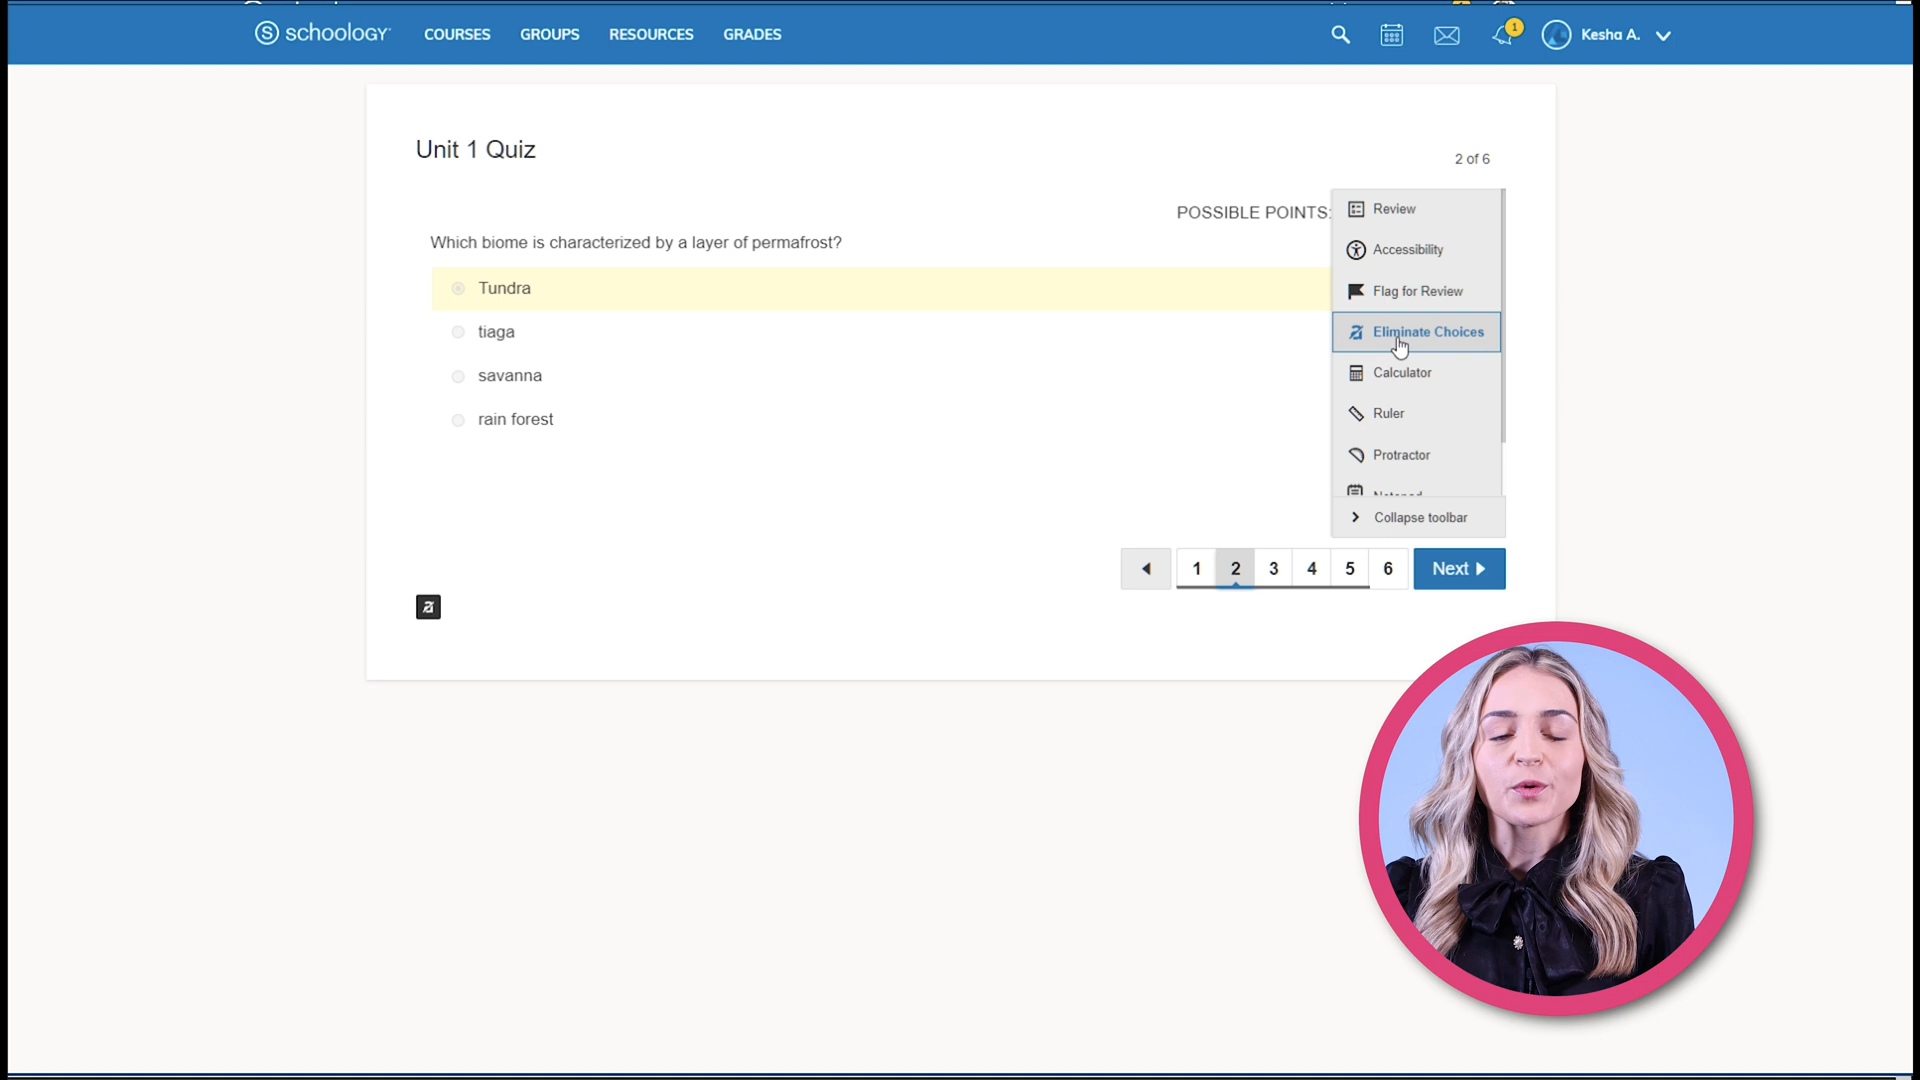 schoology
COURSES
GROUPS
RESOURCES
GRADES
1
Kesha A.
Unit 1 Quiz
2 of 6
POSSIBLE POINTS:
Which biome is characterized by a layer of permafrost?
Tundra
tiaga
savanna
rain forest
Review
Accessibility
Flag for Review
Eliminate Choices
Calculator
Ruler
Protractor
Notepad
Collapse toolbar
1
2
3
4
5
6
Next